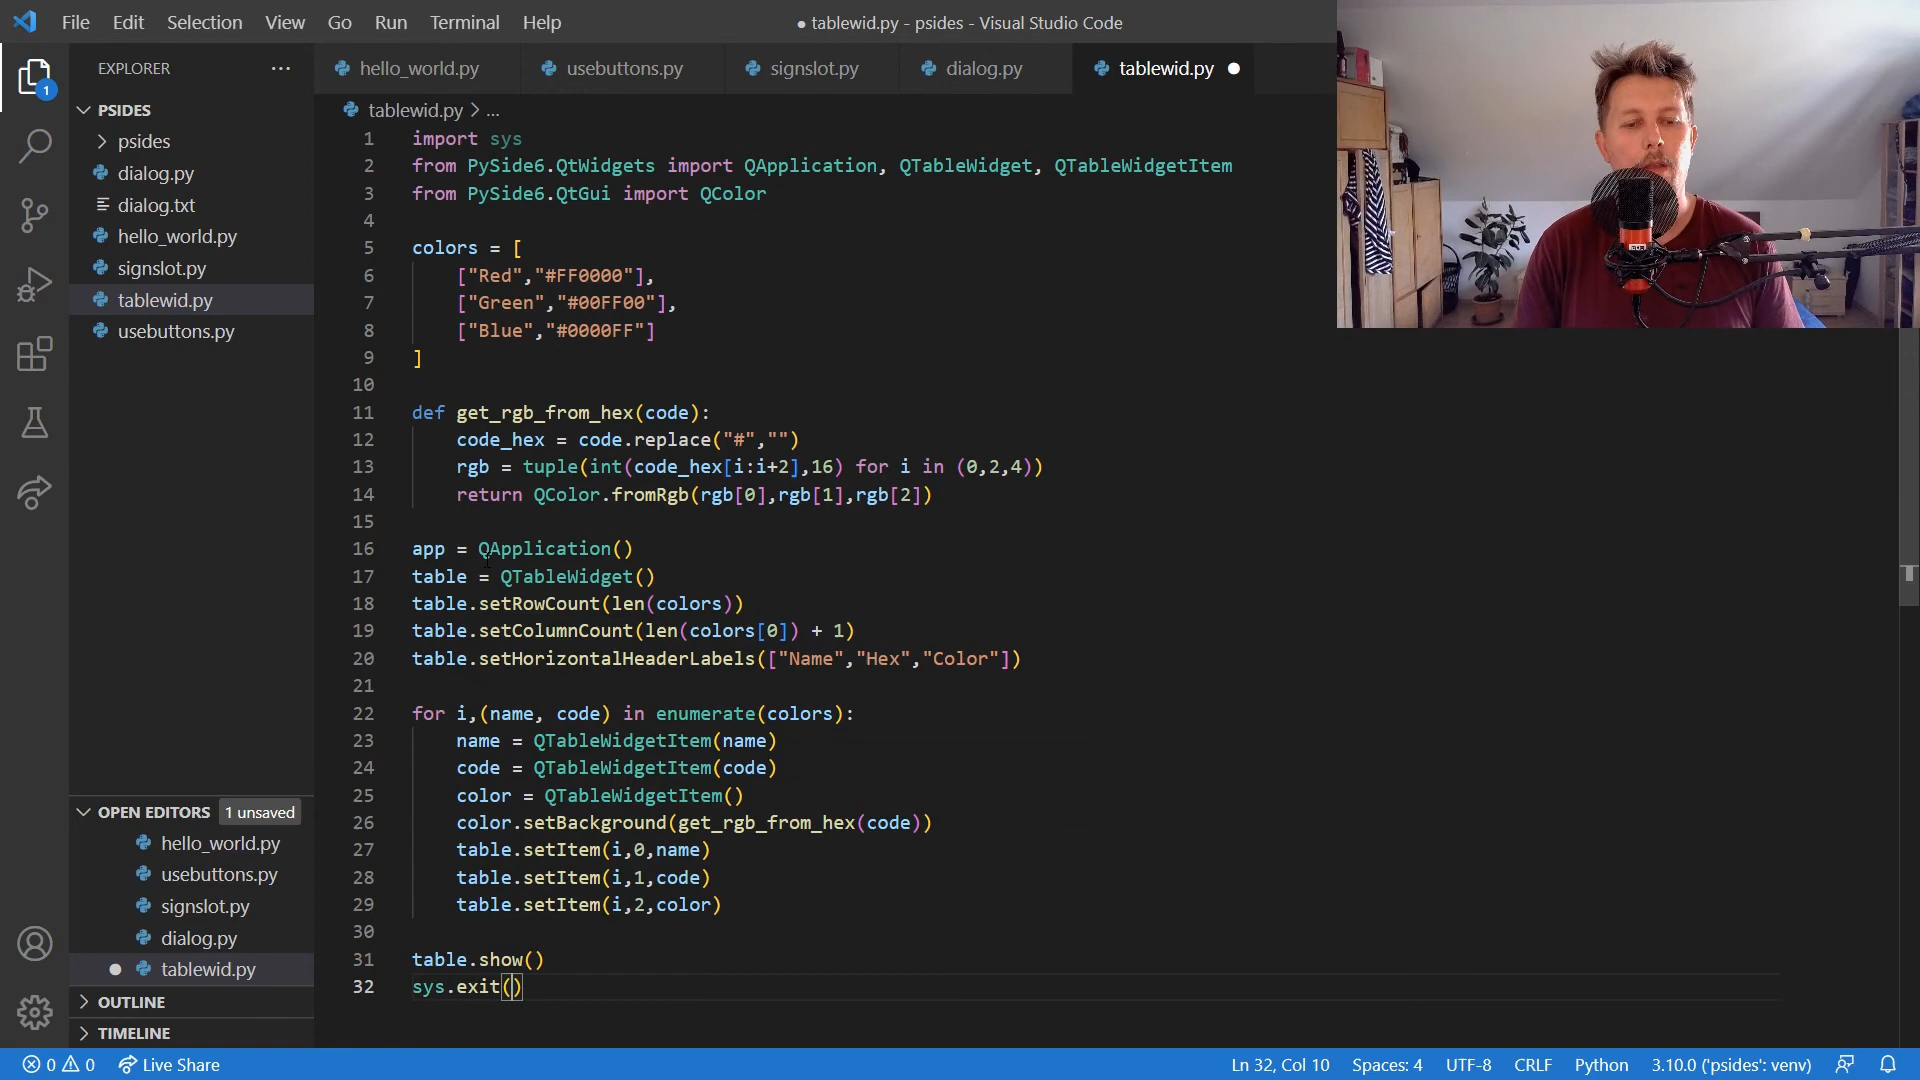 File Edit Selection View Go Run Terminal Help
● tablewid.py - psides - Visual Studio Code
EXPLORER ...
1
PSIDES
psides
dialog.py
dialog.txt
hello_world.py
signslot.py
tablewid.py
usebuttons.py
OPEN EDITORS 1 unsaved
hello_world.py
usebuttons.py
signslot.py
dialog.py
tablewid.py
OUTLINE
TIMELINE
hello_world.py usebuttons.py signslot.py dialog.py tablewid.py
tablewid.py > ...
1 import sys
2 from PySide6.QtWidgets import QApplication, QTableWidget, QTableWidgetItem
3 from PySide6.QtGui import QColor
4
5 colors = [
6 ["Red","#FF0000"],
7 ["Green","#00FF00"],
8 ["Blue","#0000FF"]
9 ]
10
11 def get_rgb_from_hex(code):
12 code_hex = code.replace("#","")
13 rgb = tuple(int(code_hex[i:i+2],16) for i in (0,2,4))
14 return QColor.fromRgb(rgb[0],rgb[1],rgb[2])
15
16 app = QApplication()
17 table = QTableWidget()
18 table.setRowCount(len(colors))
19 table.setColumnCount(len(colors[0]) + 1)
20 table.setHorizontalHeaderLabels(["Name","Hex","Color"])
21
22 for i,(name, code) in enumerate(colors):
23 name = QTableWidgetItem(name)
24 code = QTableWidgetItem(code)
25 color = QTableWidgetItem()
26 color.setBackground(get_rgb_from_hex(code))
27 table.setItem(i,0,name)
28 table.setItem(i,1,code)
29 table.setItem(i,2,color)
30
31 table.show()
32 sys.exit()
0 0 Live Share Ln 32, Col 10 Spaces: 4 UTF-8 CRLF Python 3.10.0 ('psides': venv)